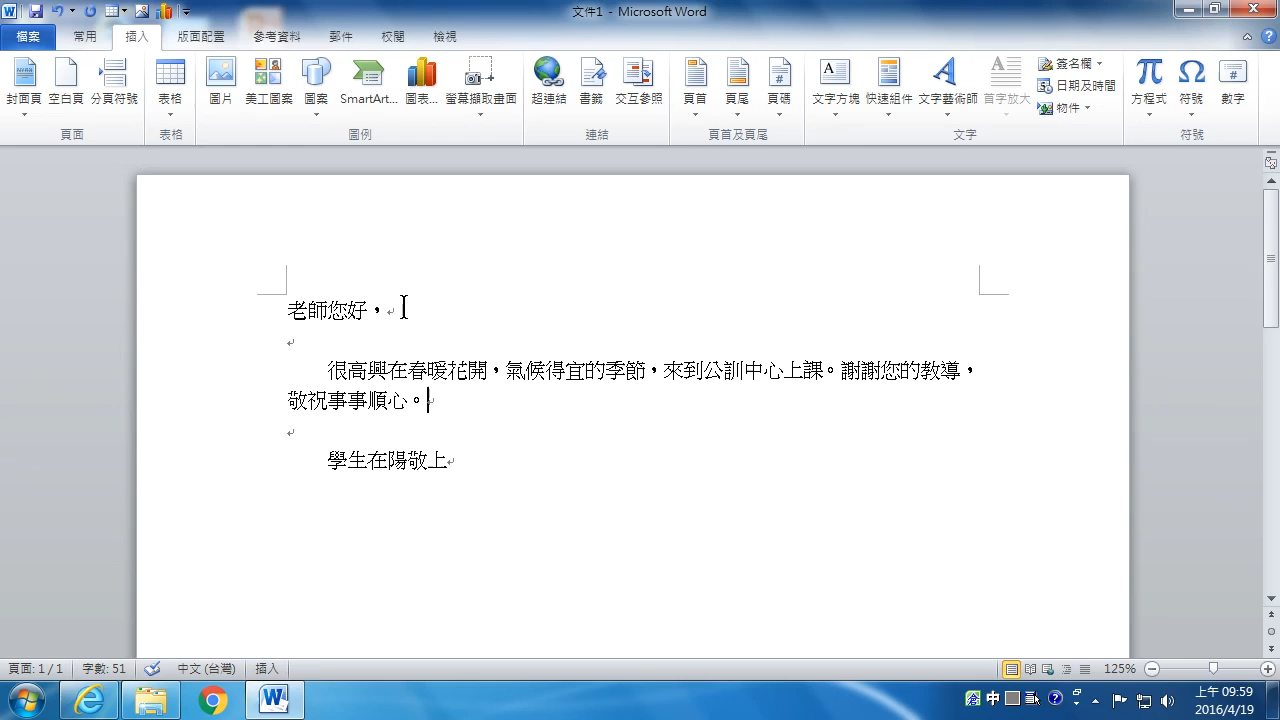 文件1 - Microsoft Word
檔案 常用 插入 版面配置 參考資料 郵件 校閱 檢視
封面頁 空白頁 分頁符號 表格 圖片 美工圖案 圖案 SmartArt... 圖表... 螢幕擷取畫面 超連結 書籤 交互參照 頁首 頁尾 頁碼 文字方塊 快速組件 文字藝術師 首字放大 簽名欄 日期及時間 物件 方程式 符號 數字
頁面 表格 圖例 連結 頁首及頁尾 文字 符號
老師您好，
很高興在春暖花開，氣候得宜的季節，來到公訓中心上課。謝謝您的教導，
敬祝事事順心。
學生在陽敬上
頁面: 1 / 1 字數: 51 中文 (台灣) 插入 125%
中 上午 09:59
2016/4/19